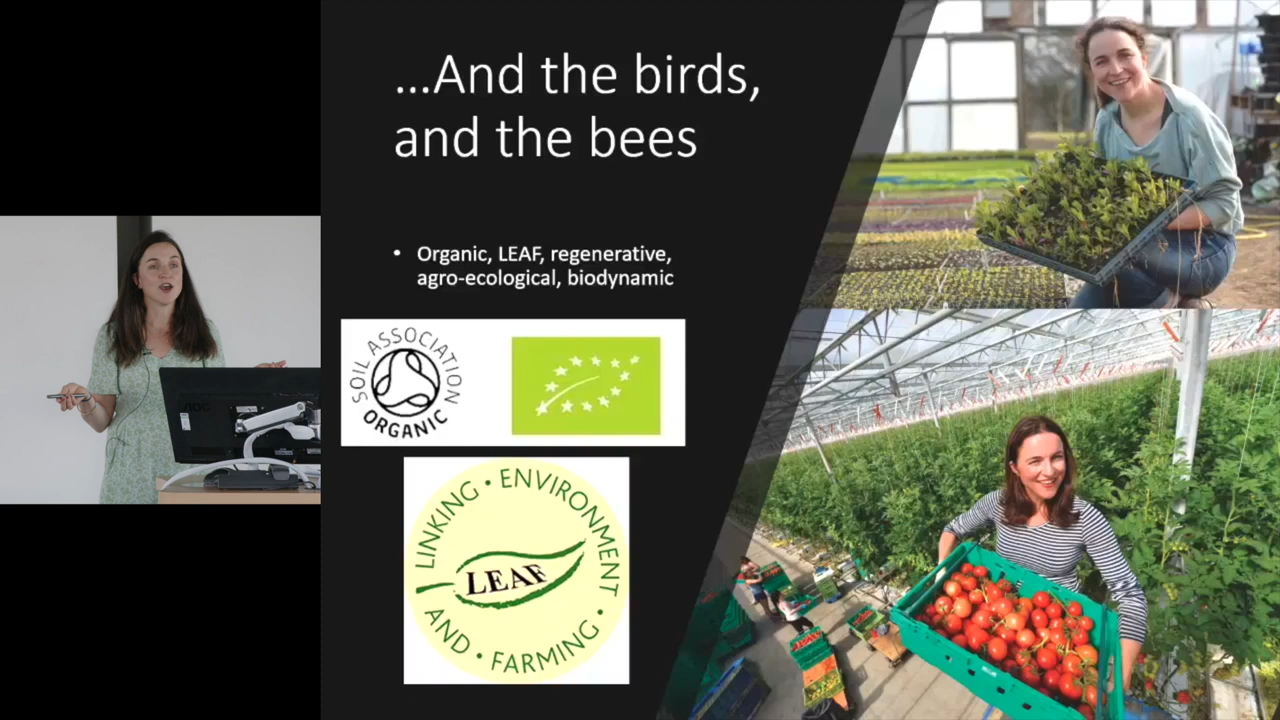 ...And the birds,
and the bees
• Organic, LEAF, regenerative,
agro-ecological, biodynamic
SOIL ASSOCIATION
ORGANIC
LINKING • ENVIRONMENT
AND • FARMING •
LEAF
AOC